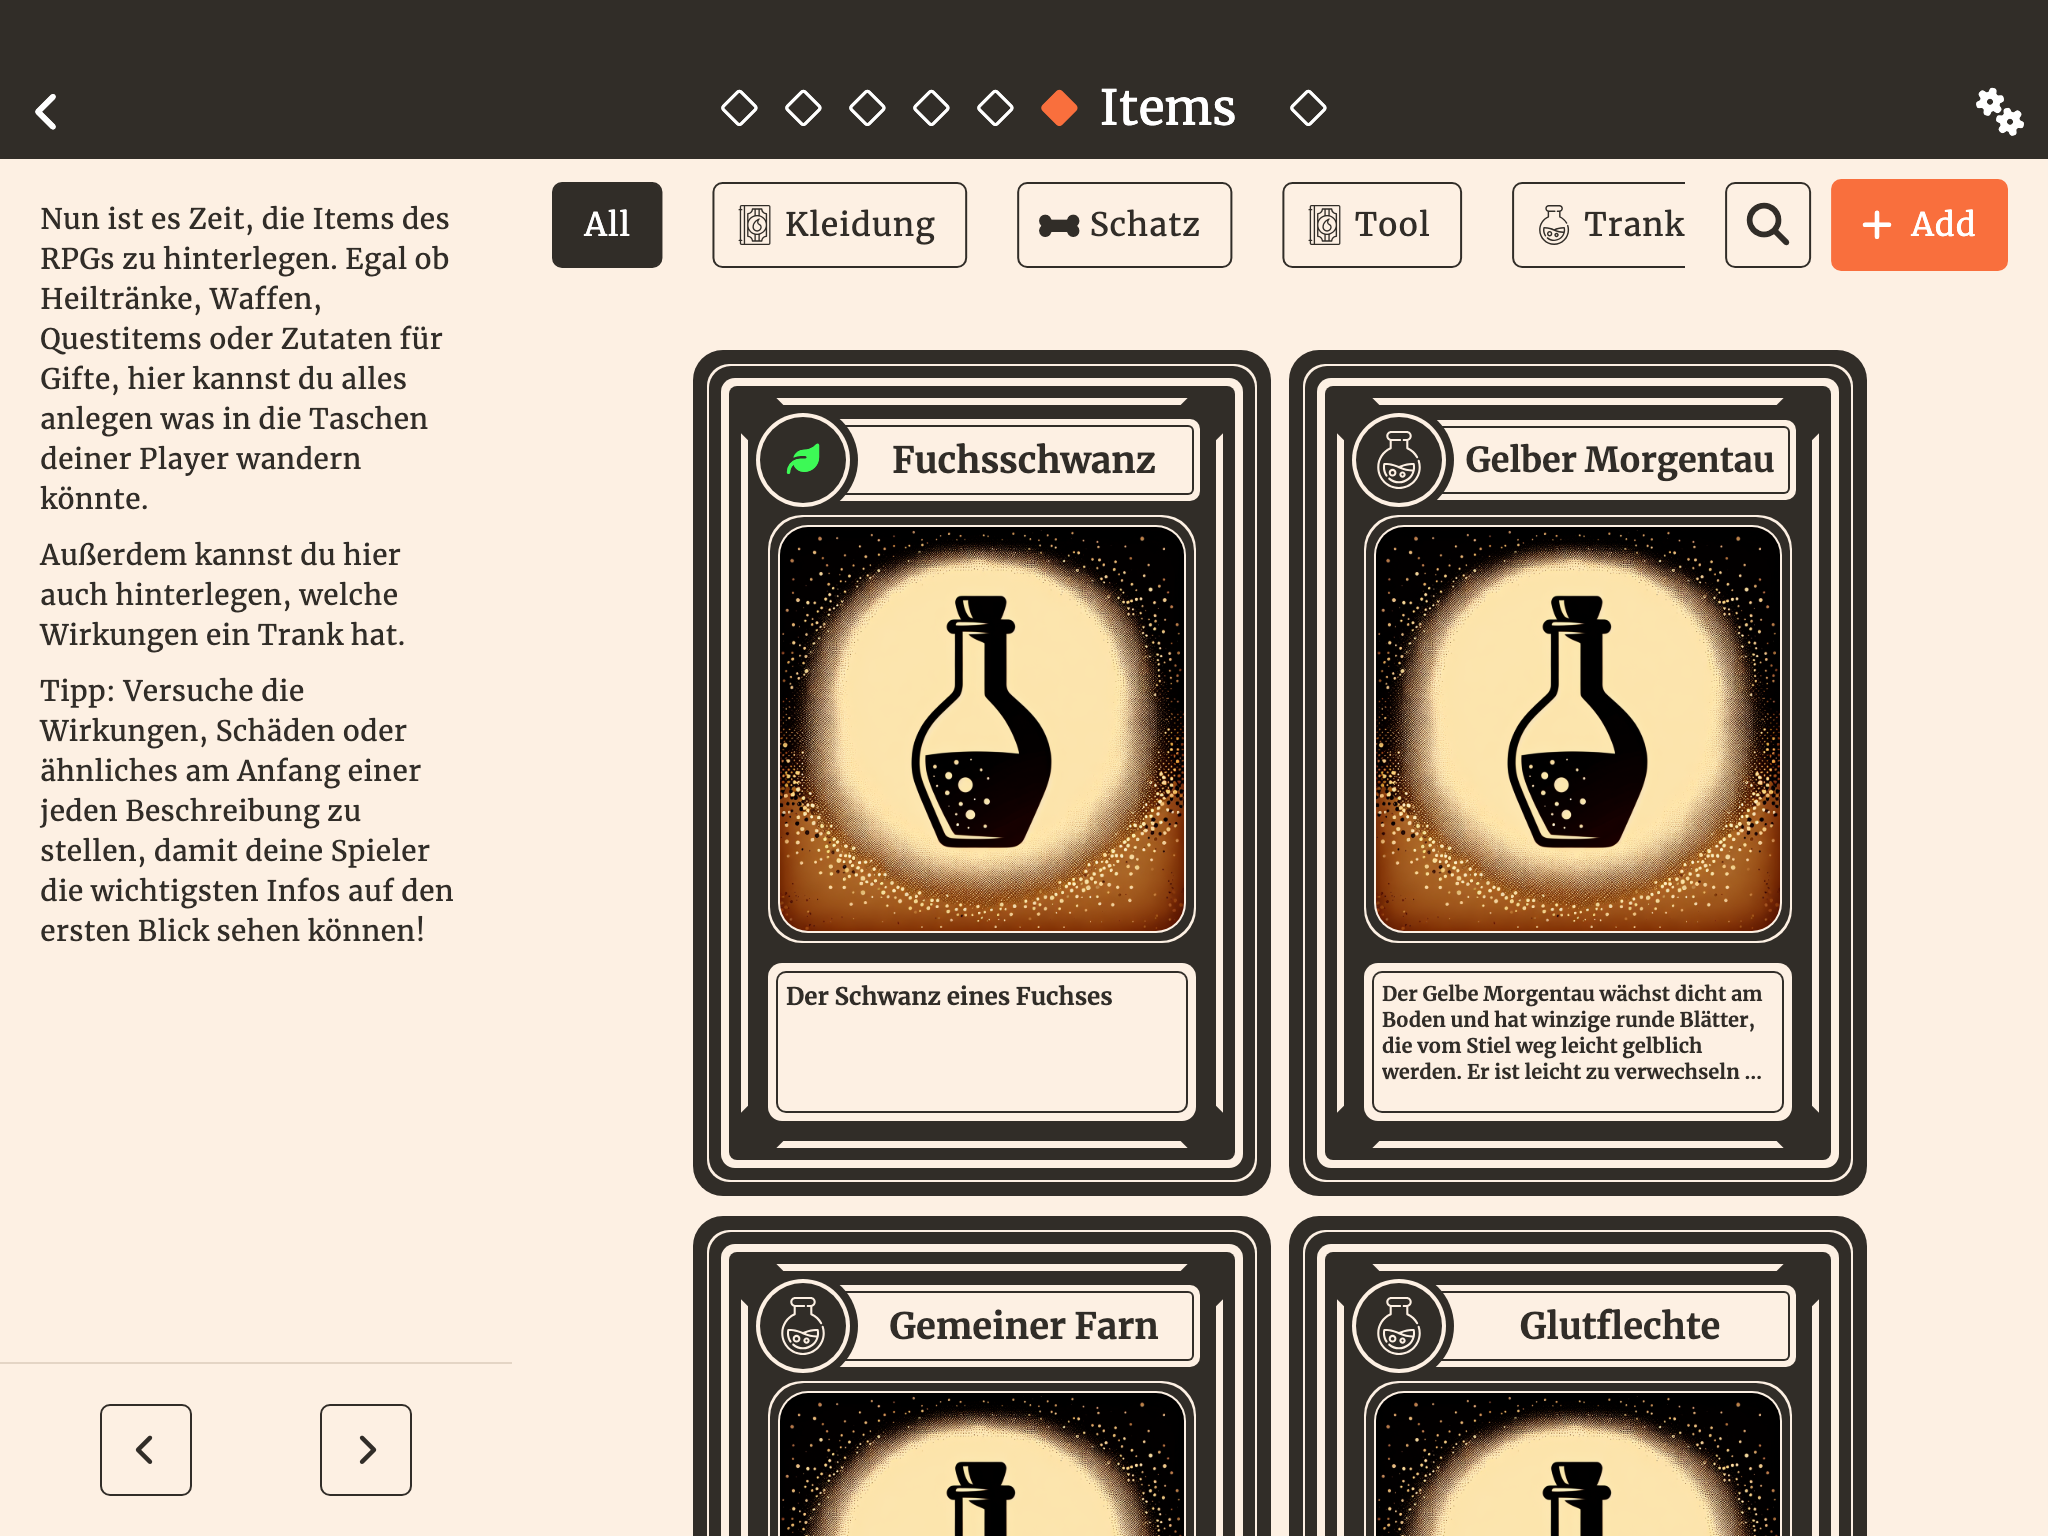 Items
Nun ist es Zeit, die Items des
RPGs zu hinterlegen. Egal ob
Heiltränke, Waffen,
Questitems oder Zutaten für
Gifte, hier kannst du alles
anlegen was in die Taschen
deiner Player wandern
könnte.
Außerdem kannst du hier
auch hinterlegen, welche
Wirkungen ein Trank hat.
Tipp: Versuche die
Wirkungen, Schäden oder
ähnliches am Anfang einer
jeden Beschreibung zu
stellen, damit deine Spieler
die wichtigsten Infos auf den
ersten Blick sehen können!
All Kleidung Schatz Tool Trank + Add
Fuchsschwanz
Der Schwanz eines Fuchses
Gelber Morgentau
Der Gelbe Morgentau wächst dicht am
Boden und hat winzige runde Blätter,
die vom Stiel weg leicht gelblich
werden. Er ist leicht zu verwechseln ...
Gemeiner Farn
Glutflechte